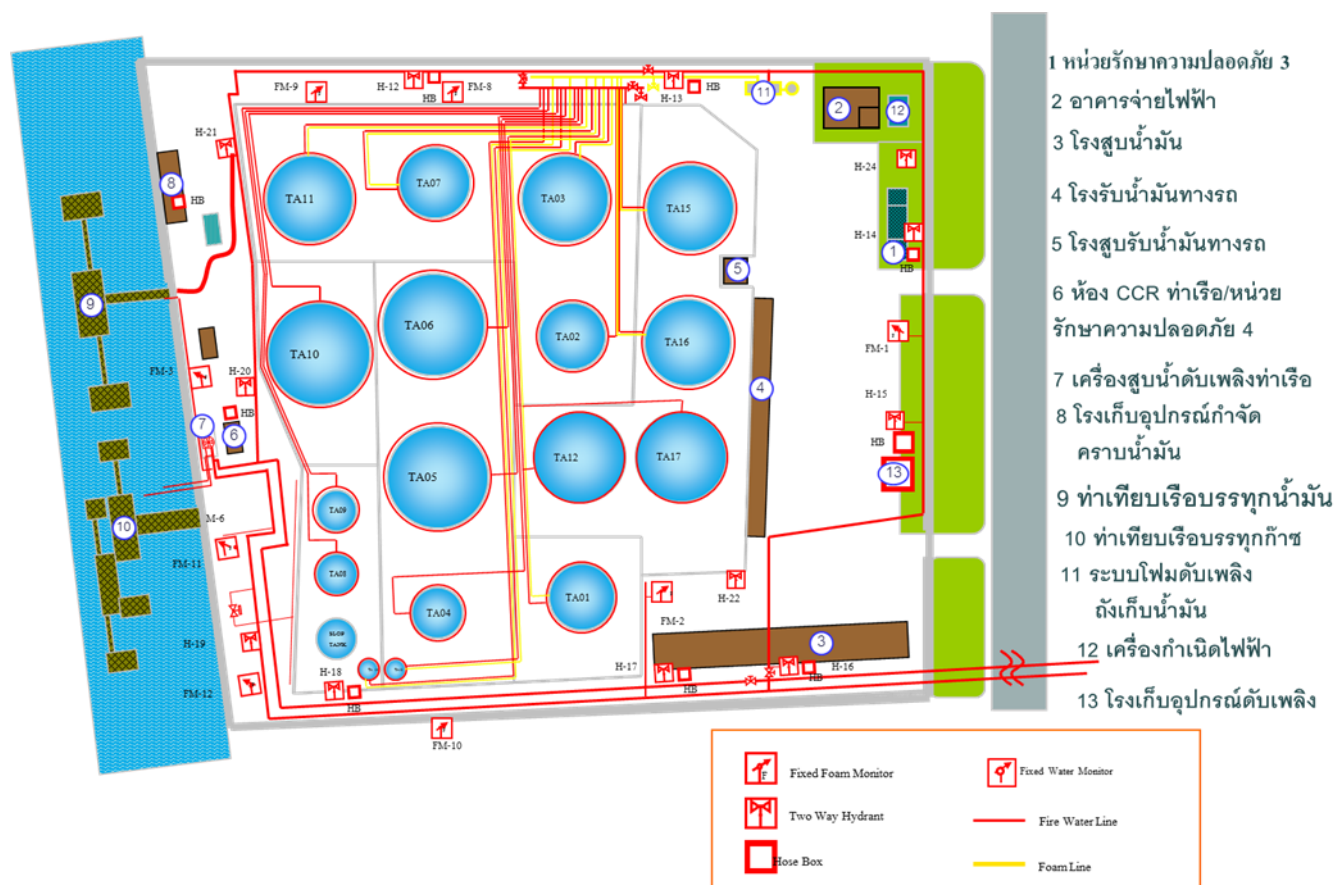 1 หน่วยรักษาความปลอดภัย 3
2 อาคารจ่ายไฟฟ้า
3 โรงสูบน้ำมัน
4 โรงรับน้ำมันทางรถ
5 โรงสูบรับน้ำมันทางรถ
6 ห้อง CCR ท่าเรือ/หน่วย
รักษาความปลอดภัย 4
7 เครื่องสูบน้ำดับเพลิงท่าเรือ
8 โรงเก็บอุปกรณ์กำจัด
คราบน้ำมัน
9 ท่าเทียบเรือบรรทุกน้ำมัน
10 ท่าเทียบเรือบรรทุกก๊าซ
11 ระบบโฟมดับเพลิง
ถังเก็บน้ำมัน
12 เครื่องกำเนิดไฟฟ้า
13 โรงเก็บอุปกรณ์ดับเพลิง
FM-9
H-12
HB
FM-8
H-13
HB
11
2
12
H-21
H-24
8
HB
TA11
TA07
TA03
TA15
H-14
1
HB
5
9
TA10
TA06
TA02
TA16
FM-1
FM-3
H-20
HB
4
H-15
7
6
HB
TA05
TA12
TA17
13
10
M-6
TA09
FM-11
TA08
TA04
TA01
H-22
FM-2
H-19
SLOP
TANK
3
H-18
H-17
H-16
FM-12
HB
HB
HB
FM-10
F
Fixed Foam Monitor
Fixed Water Monitor
Two Way Hydrant
Fire Water Line
Hose Box
Foam Line